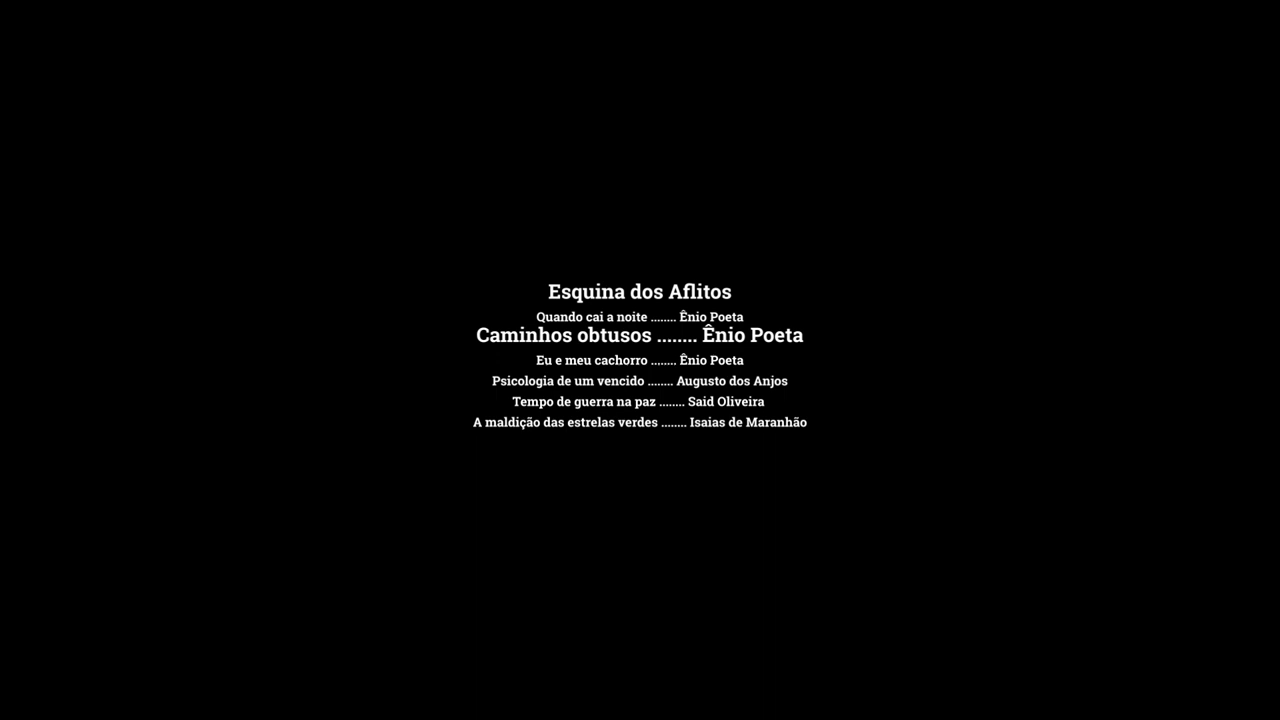 Esquina dos Aflitos
Quando cai a noite ........ Ênio Poeta
Caminhos obtusos ........ Ênio Poeta
Eu e meu cachorro ........ Ênio Poeta
Psicologia de um vencido ........ Augusto dos Anjos
Tempo de guerra na paz ........ Said Oliveira
A maldição das estrelas verdes ........ Isaias de Maranhão